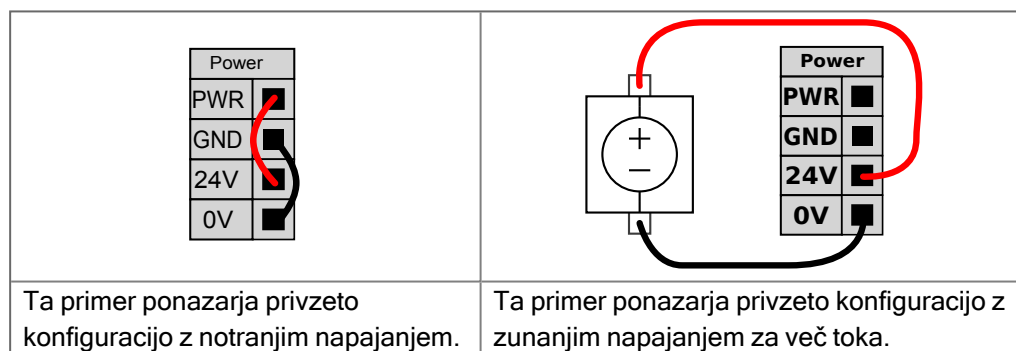 Power
PWR
GND
24V
0V
Ta primer ponazarja privzeto
konfiguracijo z notranjim napajanjem.
+
−
Power
PWR
GND
24V
0V
Ta primer ponazarja privzeto konfiguracijo z
zunanjim napajanjem za več toka.